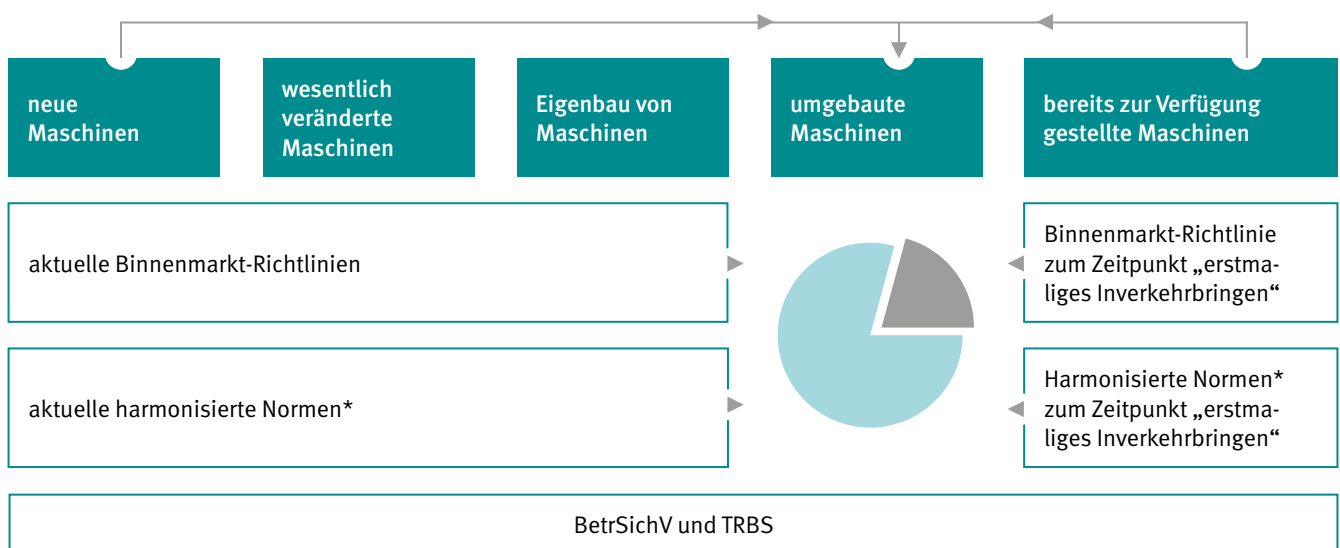 neue
Maschinen
wesentlich
veränderte
Maschinen
Eigenbau von
Maschinen
umgebaute
Maschinen
bereits zur Verfügung
gestellte Maschinen
aktuelle Binnenmarkt-Richtlinien
Binnenmarkt-Richtlinie
zum Zeitpunkt „erstma-
liges Inverkehrbringen“
aktuelle harmonisierte Normen*
Harmonisierte Normen*
zum Zeitpunkt „erstma-
liges Inverkehrbringen“
BetrSichV und TRBS